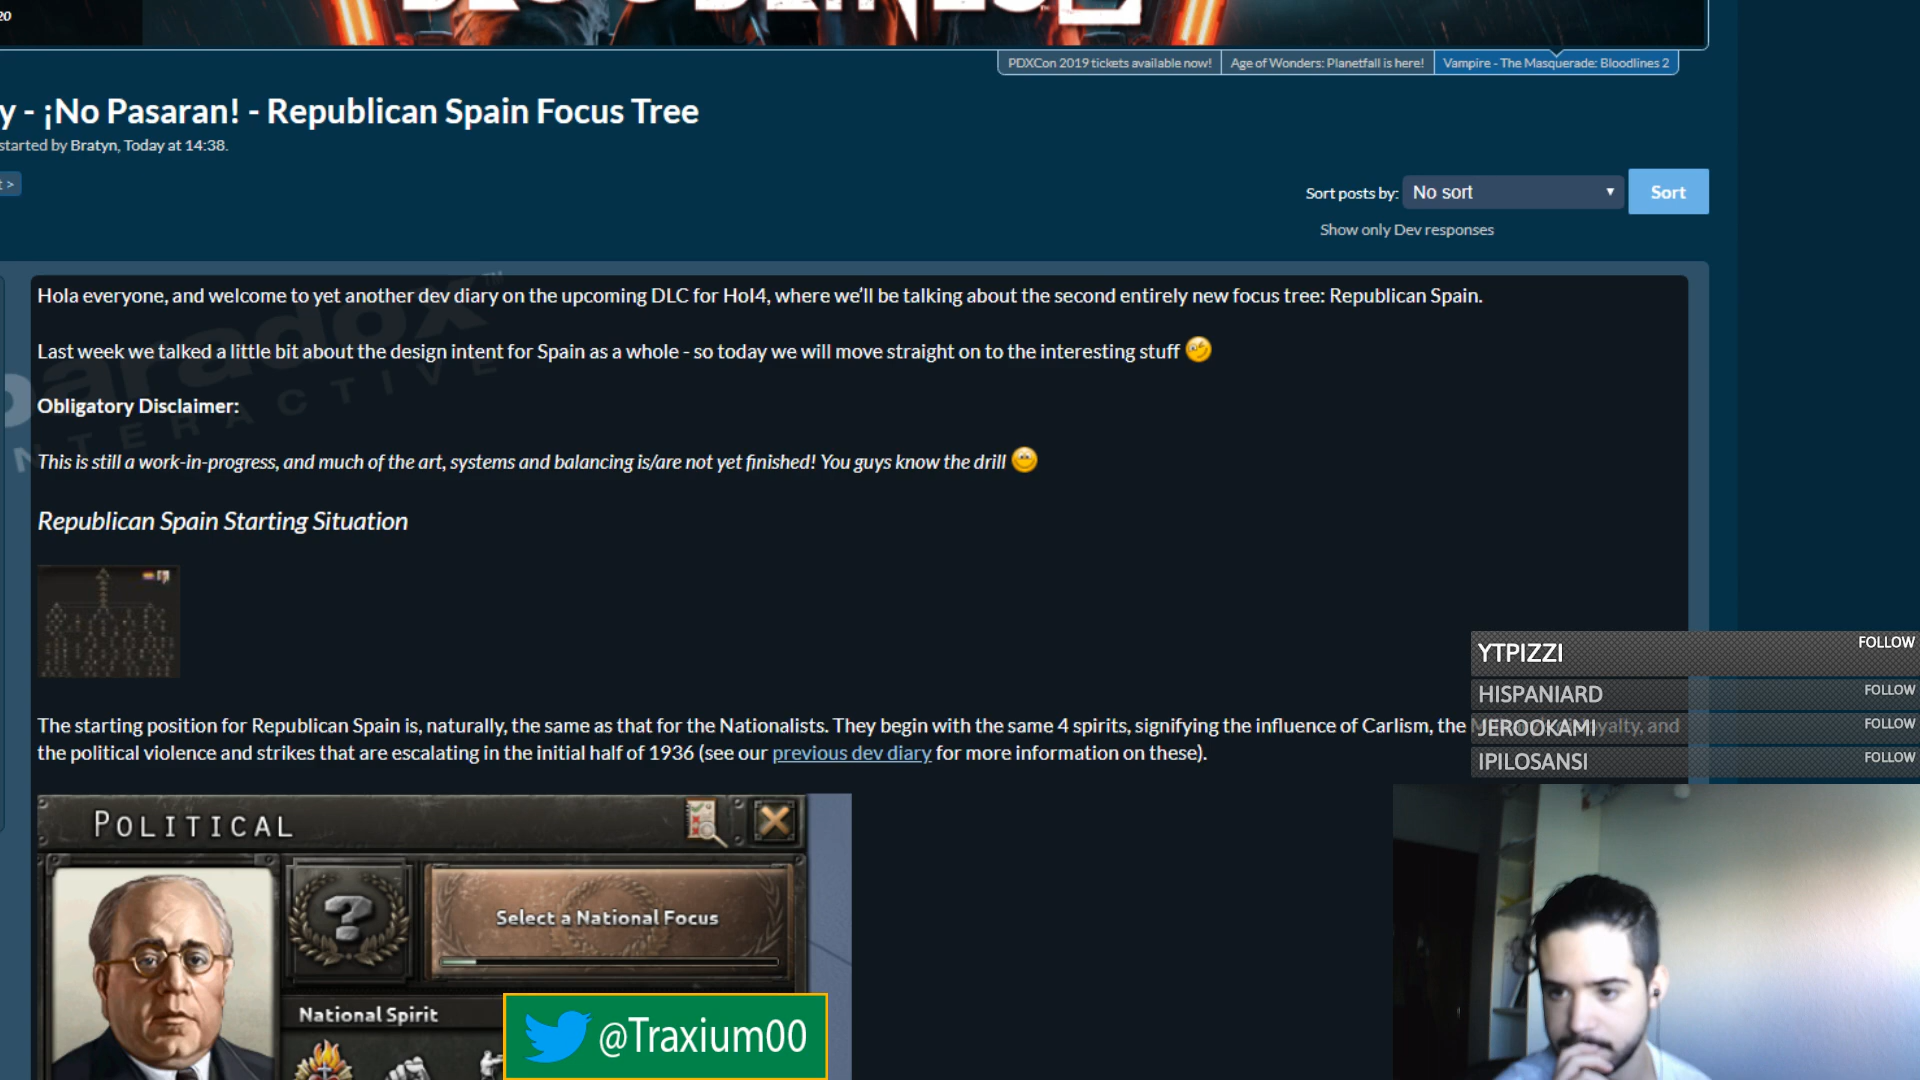 20
PDXCon 2019 tickets available now!
Age of Wonders: Planetfall is here!
Vampire - The Masquerade: Bloodlines 2
y - ¡No Pasaran! - Republican Spain Focus Tree
started by Bratyn, Today at 14:38.
t >
Sort posts by: No sort
Sort
Show only Dev responses
paradox
INTERACTIVE
Hola everyone, and welcome to yet another dev diary on the upcoming DLC for HoI4, where we'll be talking about the second entirely new focus tree: Republican Spain.
Last week we talked a little bit about the design intent for Spain as a whole - so today we will move straight on to the interesting stuff
Obligatory Disclaimer:
This is still a work-in-progress, and much of the art, systems and balancing is/are not yet finished! You guys know the drill
Republican Spain Starting Situation
The starting position for Republican Spain is, naturally, the same as that for the Nationalists. They begin with the same 4 spirits, signifying the influence of Carlism, the and
the political violence and strikes that are escalating in the initial half of 1936 (see our previous dev diary for more information on these).
YTPIZZI FOLLOW
HISPANIARD FOLLOW
JEROOKAMI FOLLOW
IPILOSANSI FOLLOW
POLITICAL
Select a National Focus
National Spirit
@Traxium00